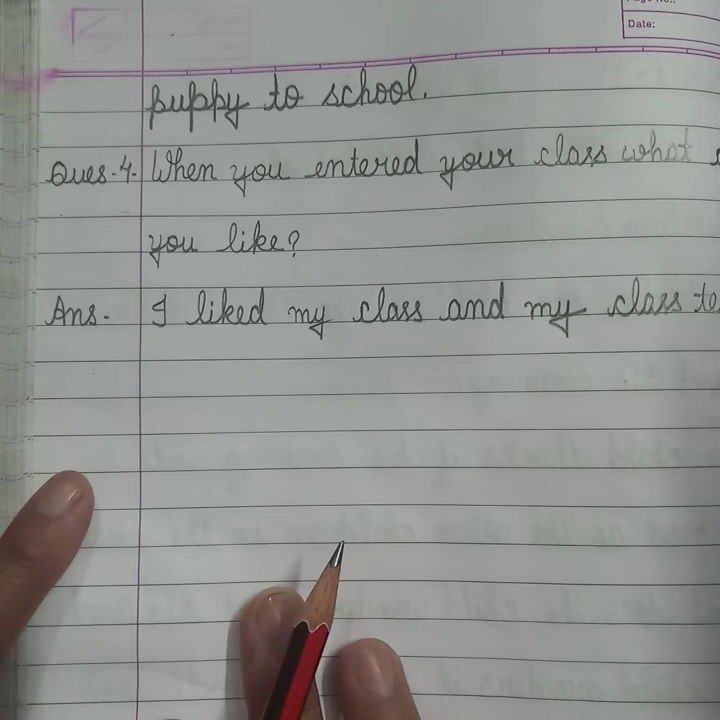 Date:
puppy to school.
Ques.4. When you entered your class what
you like?
Ans. I liked my class and my class